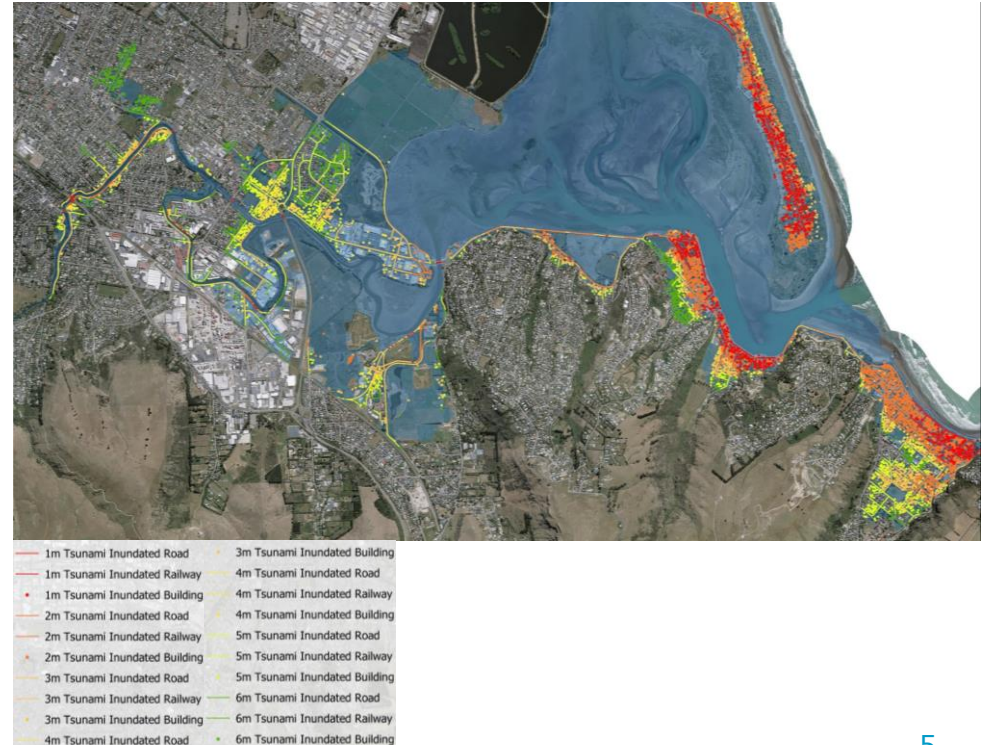 1m Tsunami Inundated Road
1m Tsunami Inundated Railway
1m Tsunami Inundated Building
2m Tsunami Inundated Road
2m Tsunami Inundated Railway
2m Tsunami Inundated Building
3m Tsunami Inundated Road
3m Tsunami Inundated Railway
3m Tsunami Inundated Building
4m Tsunami Inundated Road
3m Tsunami Inundated Building
4m Tsunami Inundated Road
4m Tsunami Inundated Railway
4m Tsunami Inundated Building
5m Tsunami Inundated Road
5m Tsunami Inundated Railway
5m Tsunami Inundated Building
6m Tsunami Inundated Road
6m Tsunami Inundated Railway
6m Tsunami Inundated Building
5